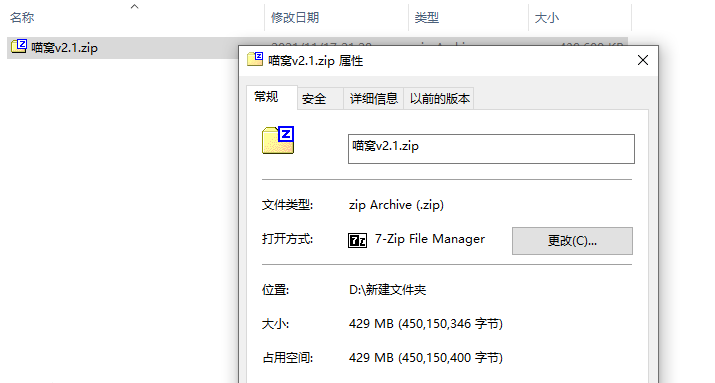 名称 修改日期 类型 大小
喵窝v2.1.zip
喵窝v2.1.zip 属性
常规 安全 详细信息 以前的版本
喵窝v2.1.zip
文件类型: zip Archive (.zip)
打开方式: 7-Zip File Manager 更改(C)...
位置: D:\新建文件夹
大小: 429 MB (450,150,346 字节)
占用空间: 429 MB (450,150,400 字节)